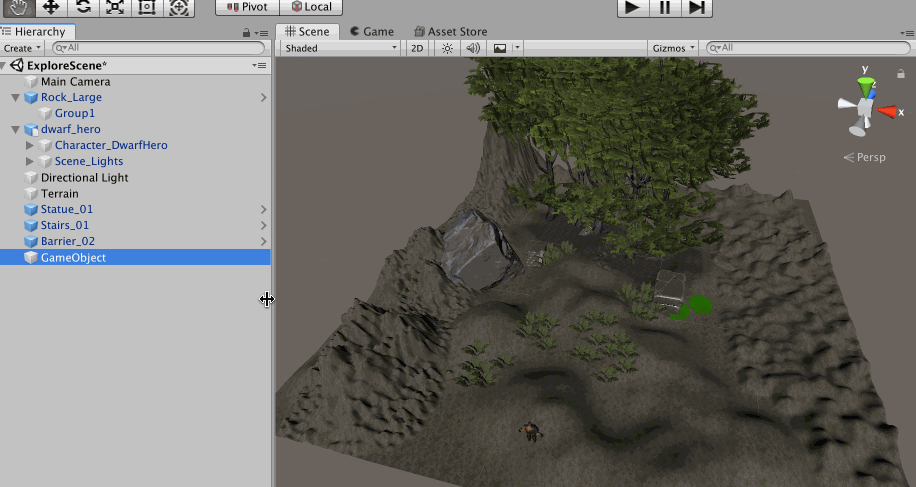 Pivot Local
Hierarchy
Create All
ExploreScene*
Main Camera
Rock_Large
Group1
dwarf_hero
Character_DwarfHero
Scene_Lights
Directional Light
Terrain
Statue_01
Stairs_01
Barrier_02
GameObject
Scene Game Asset Store
Shaded 2D Gizmos All
y
z
x
Persp